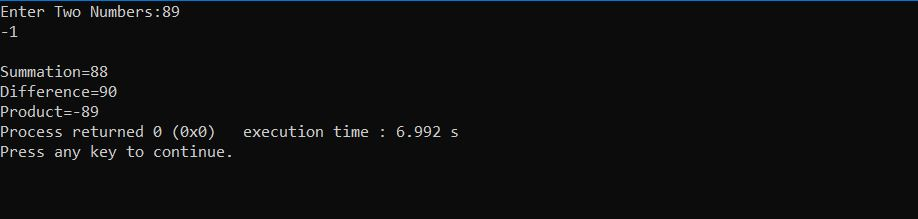 Enter Two Numbers:89
-1
Summation=88
Difference=90
Product=-89
Process returned 0 (0x0)   execution time : 6.992 s
Press any key to continue.